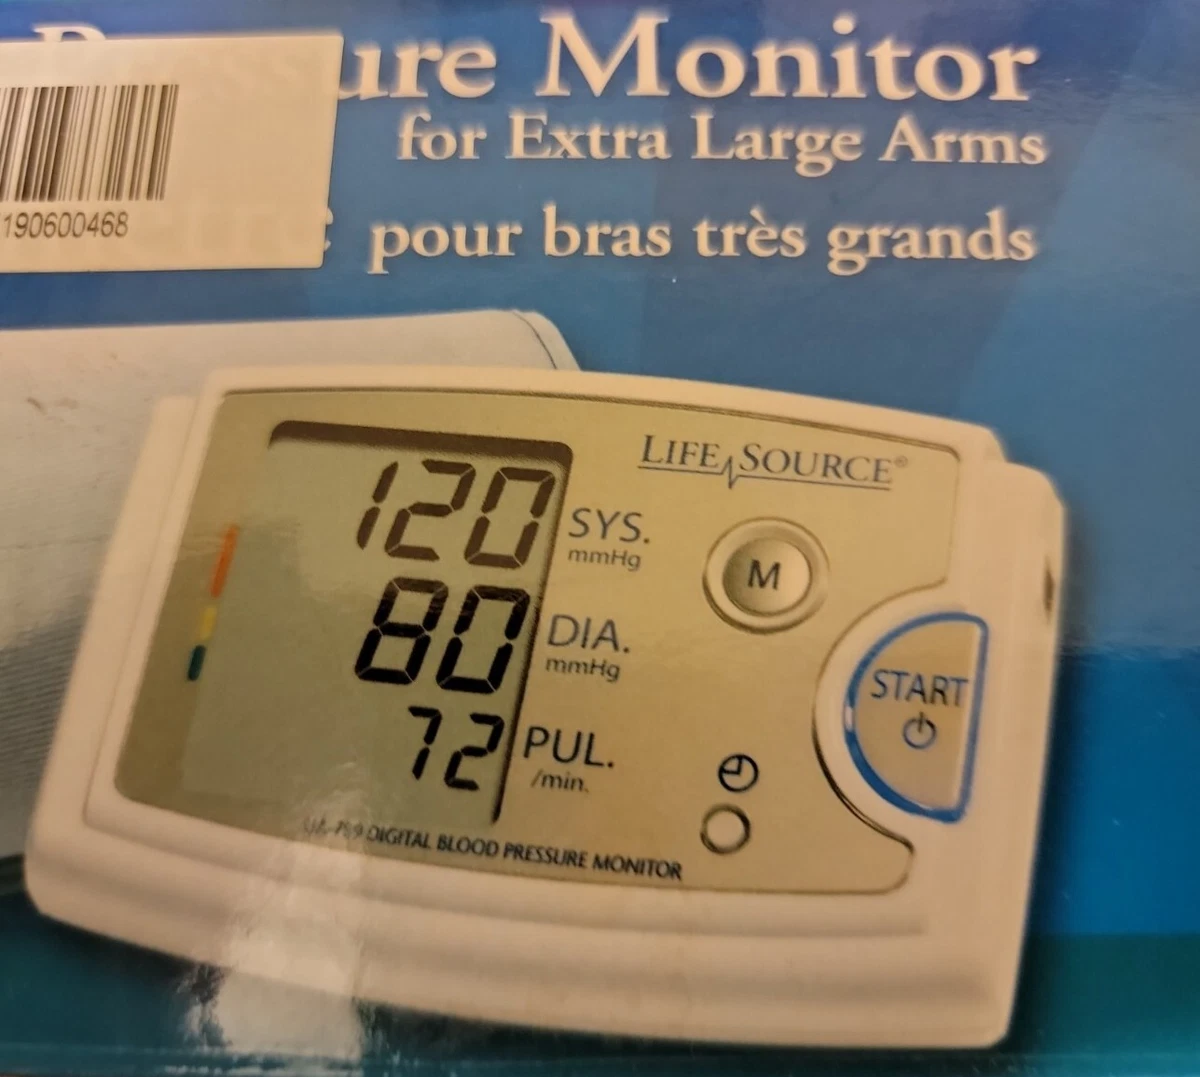 ure Monitor
for Extra Large Arms
190600468
pour bras très grands
LIFE SOURCE®
120 SYS.
mmHg
M
80 DIA.
mmHg
START
72 PUL.
/min.
DIGITAL BLOOD PRESSURE MONITOR